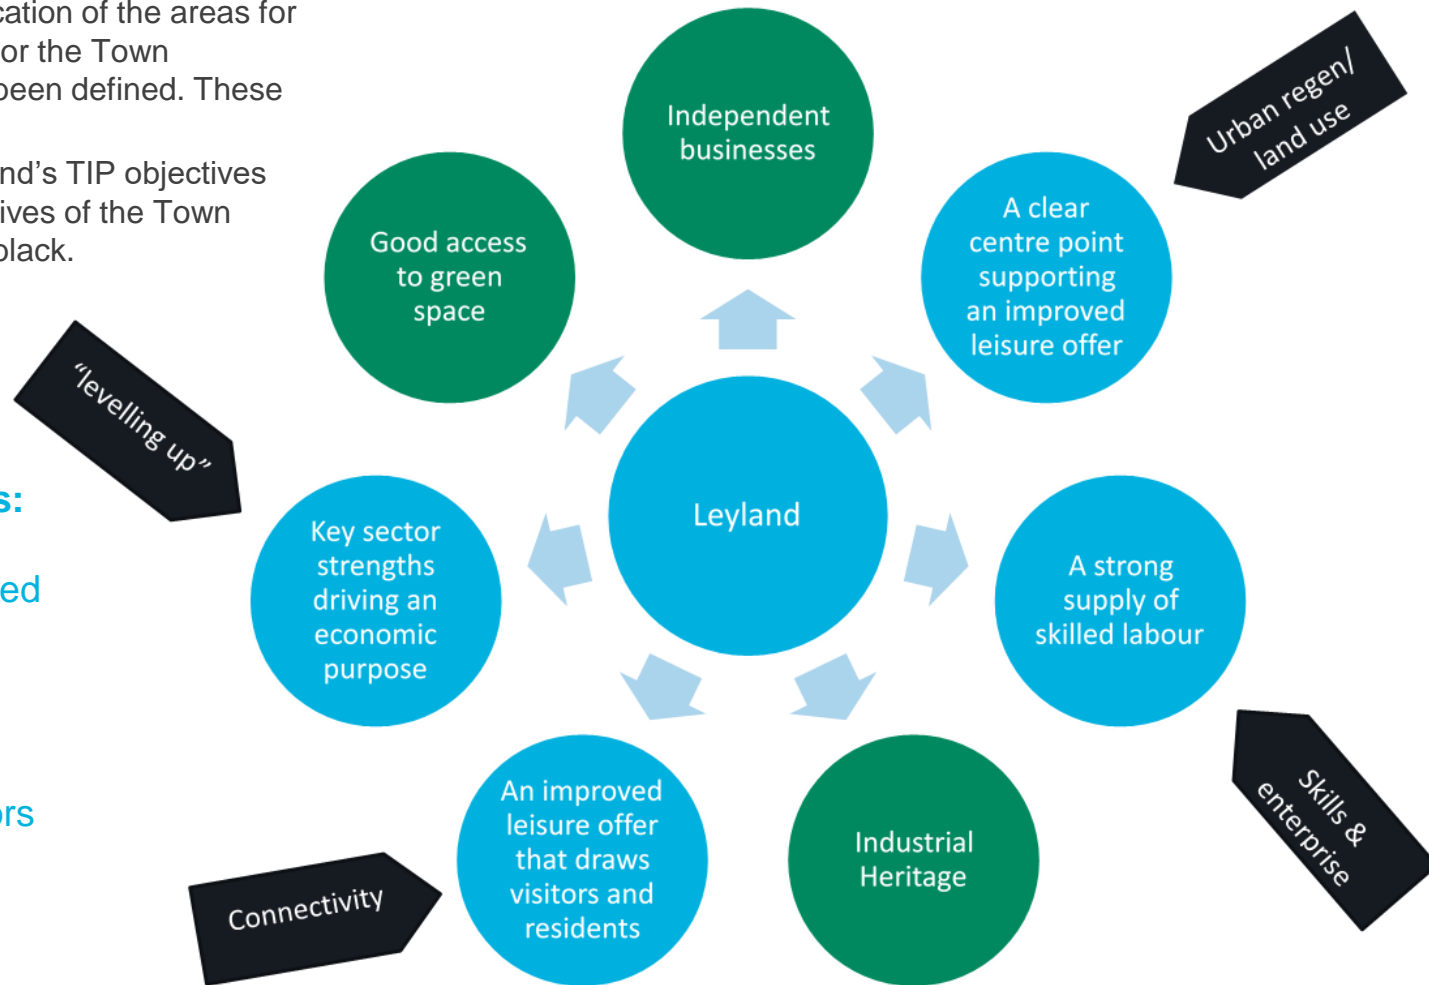 cation of the areas for
or the Town
been defined. These
nd's TIP objectives
tives of the Town
black.
s:
ed
ors
Independent
businesses
Urban regen/
land use
A clear
centre point
supporting
an improved
leisure offer
Good access
to green
space
"levelling up"
Leyland
Key sector
strengths
driving an
economic
purpose
A strong
supply of
skilled labour
An improved
leisure offer
that draws
visitors and
residents
Industrial
Heritage
Skills &
enterprise
Connectivity